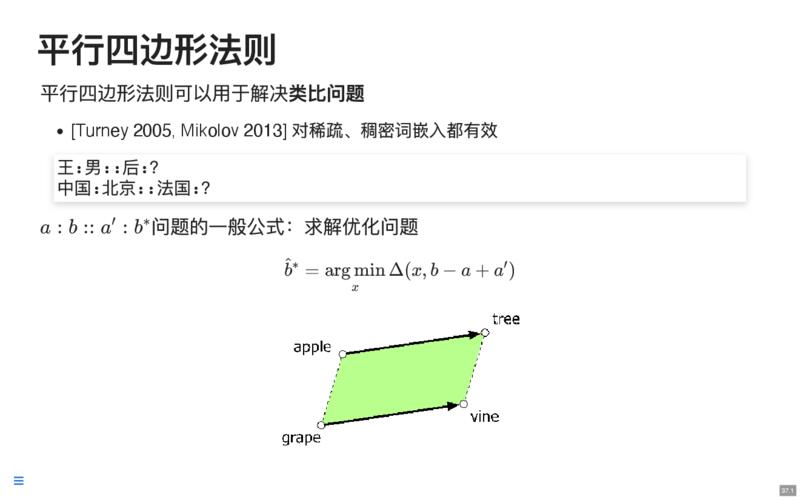 平行四边形法则
平行四边形法则可以用于解决类比问题
• [Turney 2005, Mikolov 2013] 对稀疏、稠密词嵌入都有效
王:男::后:?
中国:北京::法国:?
a : b :: a′ : b*问题的一般公式：求解优化问题
b̂* = arg min Δ(x, b − a + a′)
x
tree
apple
vine
grape
37.1